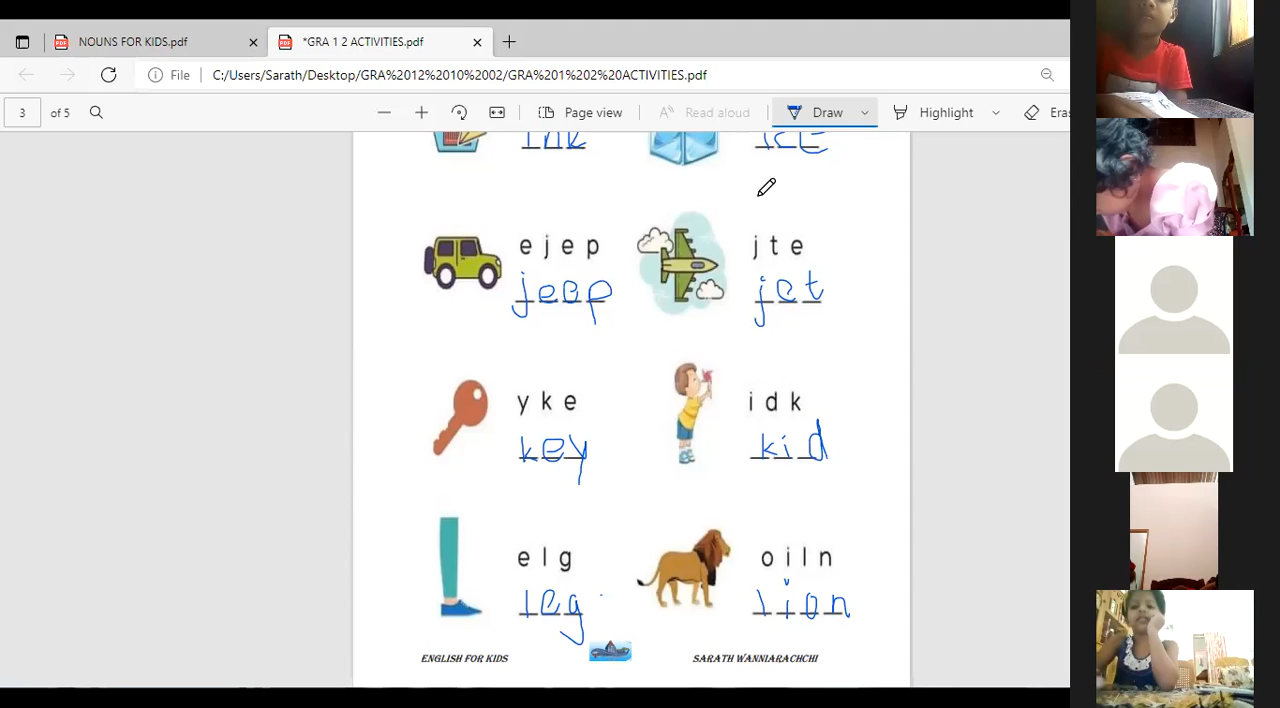 NOUNS FOR KIDS.pdf
*GRA 1 2 ACTIVITIES.pdf
File C:/Users/Sarath/Desktop/GRA%2012%2010%2002/GRA%201%202%20ACTIVITIES.pdf
3 of 5 Page view Read aloud Draw Highlight Eras
ink ICE
e j e p j t e
jeep jet
y k e i d k
key kid
e l g o i l n
leg lion
ENGLISH FOR KIDS SARATH WANNIARACHCHI